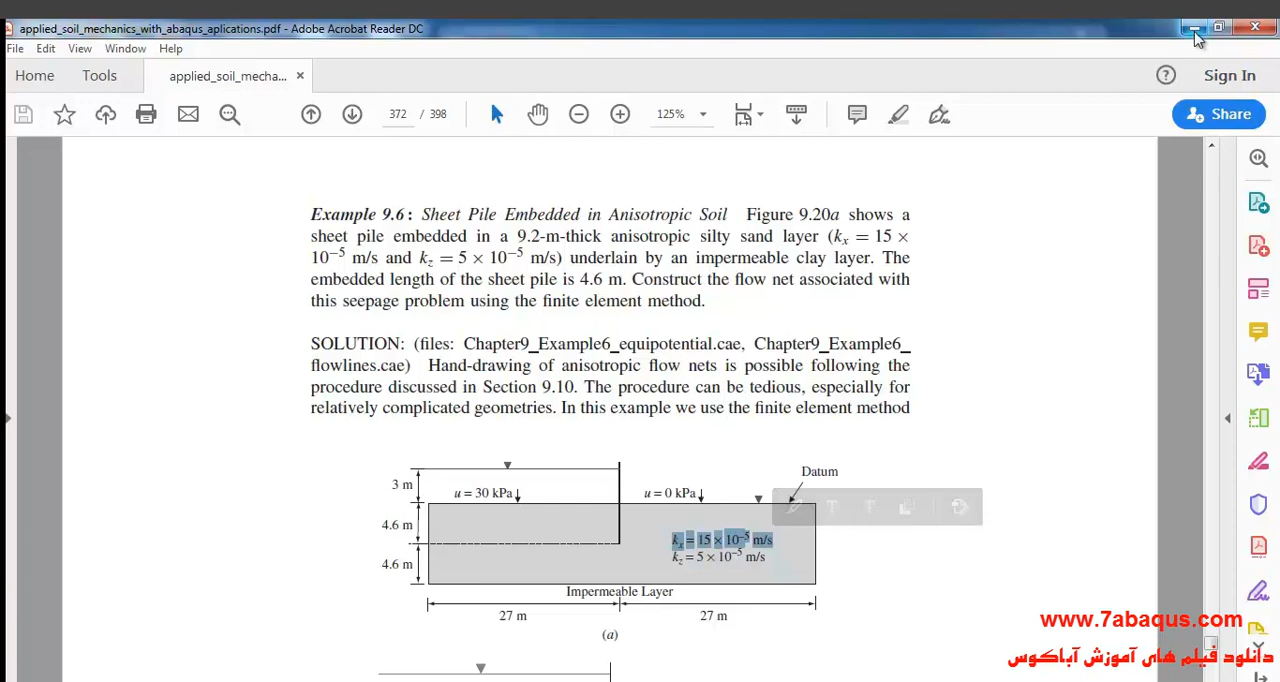 applied_soil_mechanics_with_abaqus_aplications.pdf - Adobe Acrobat Reader DC
File Edit View Window Help
Home Tools applied_soil_mecha... × Sign In
372 / 398 125% Share
Example 9.6: Sheet Pile Embedded in Anisotropic Soil Figure 9.20a shows a
sheet pile embedded in a 9.2-m-thick anisotropic silty sand layer (kₓ = 15 ×
10⁻⁵ m/s and k_z = 5 × 10⁻⁵ m/s) underlain by an impermeable clay layer. The
embedded length of the sheet pile is 4.6 m. Construct the flow net associated with
this seepage problem using the finite element method.
SOLUTION: (files: Chapter9_Example6_equipotential.cae, Chapter9_Example6_
flowlines.cae) Hand-drawing of anisotropic flow nets is possible following the
procedure discussed in Section 9.10. The procedure can be tedious, especially for
relatively complicated geometries. In this example we use the finite element method
Datum
3 m
u = 30 kPa
u = 0 kPa
4.6 m
kₓ = 15 × 10⁻⁵ m/s
k_z = 5 × 10⁻⁵ m/s
4.6 m
Impermeable Layer
27 m
27 m
(a)
www.7abaqus.com
دانلود فیلم های آموزش آباکوس